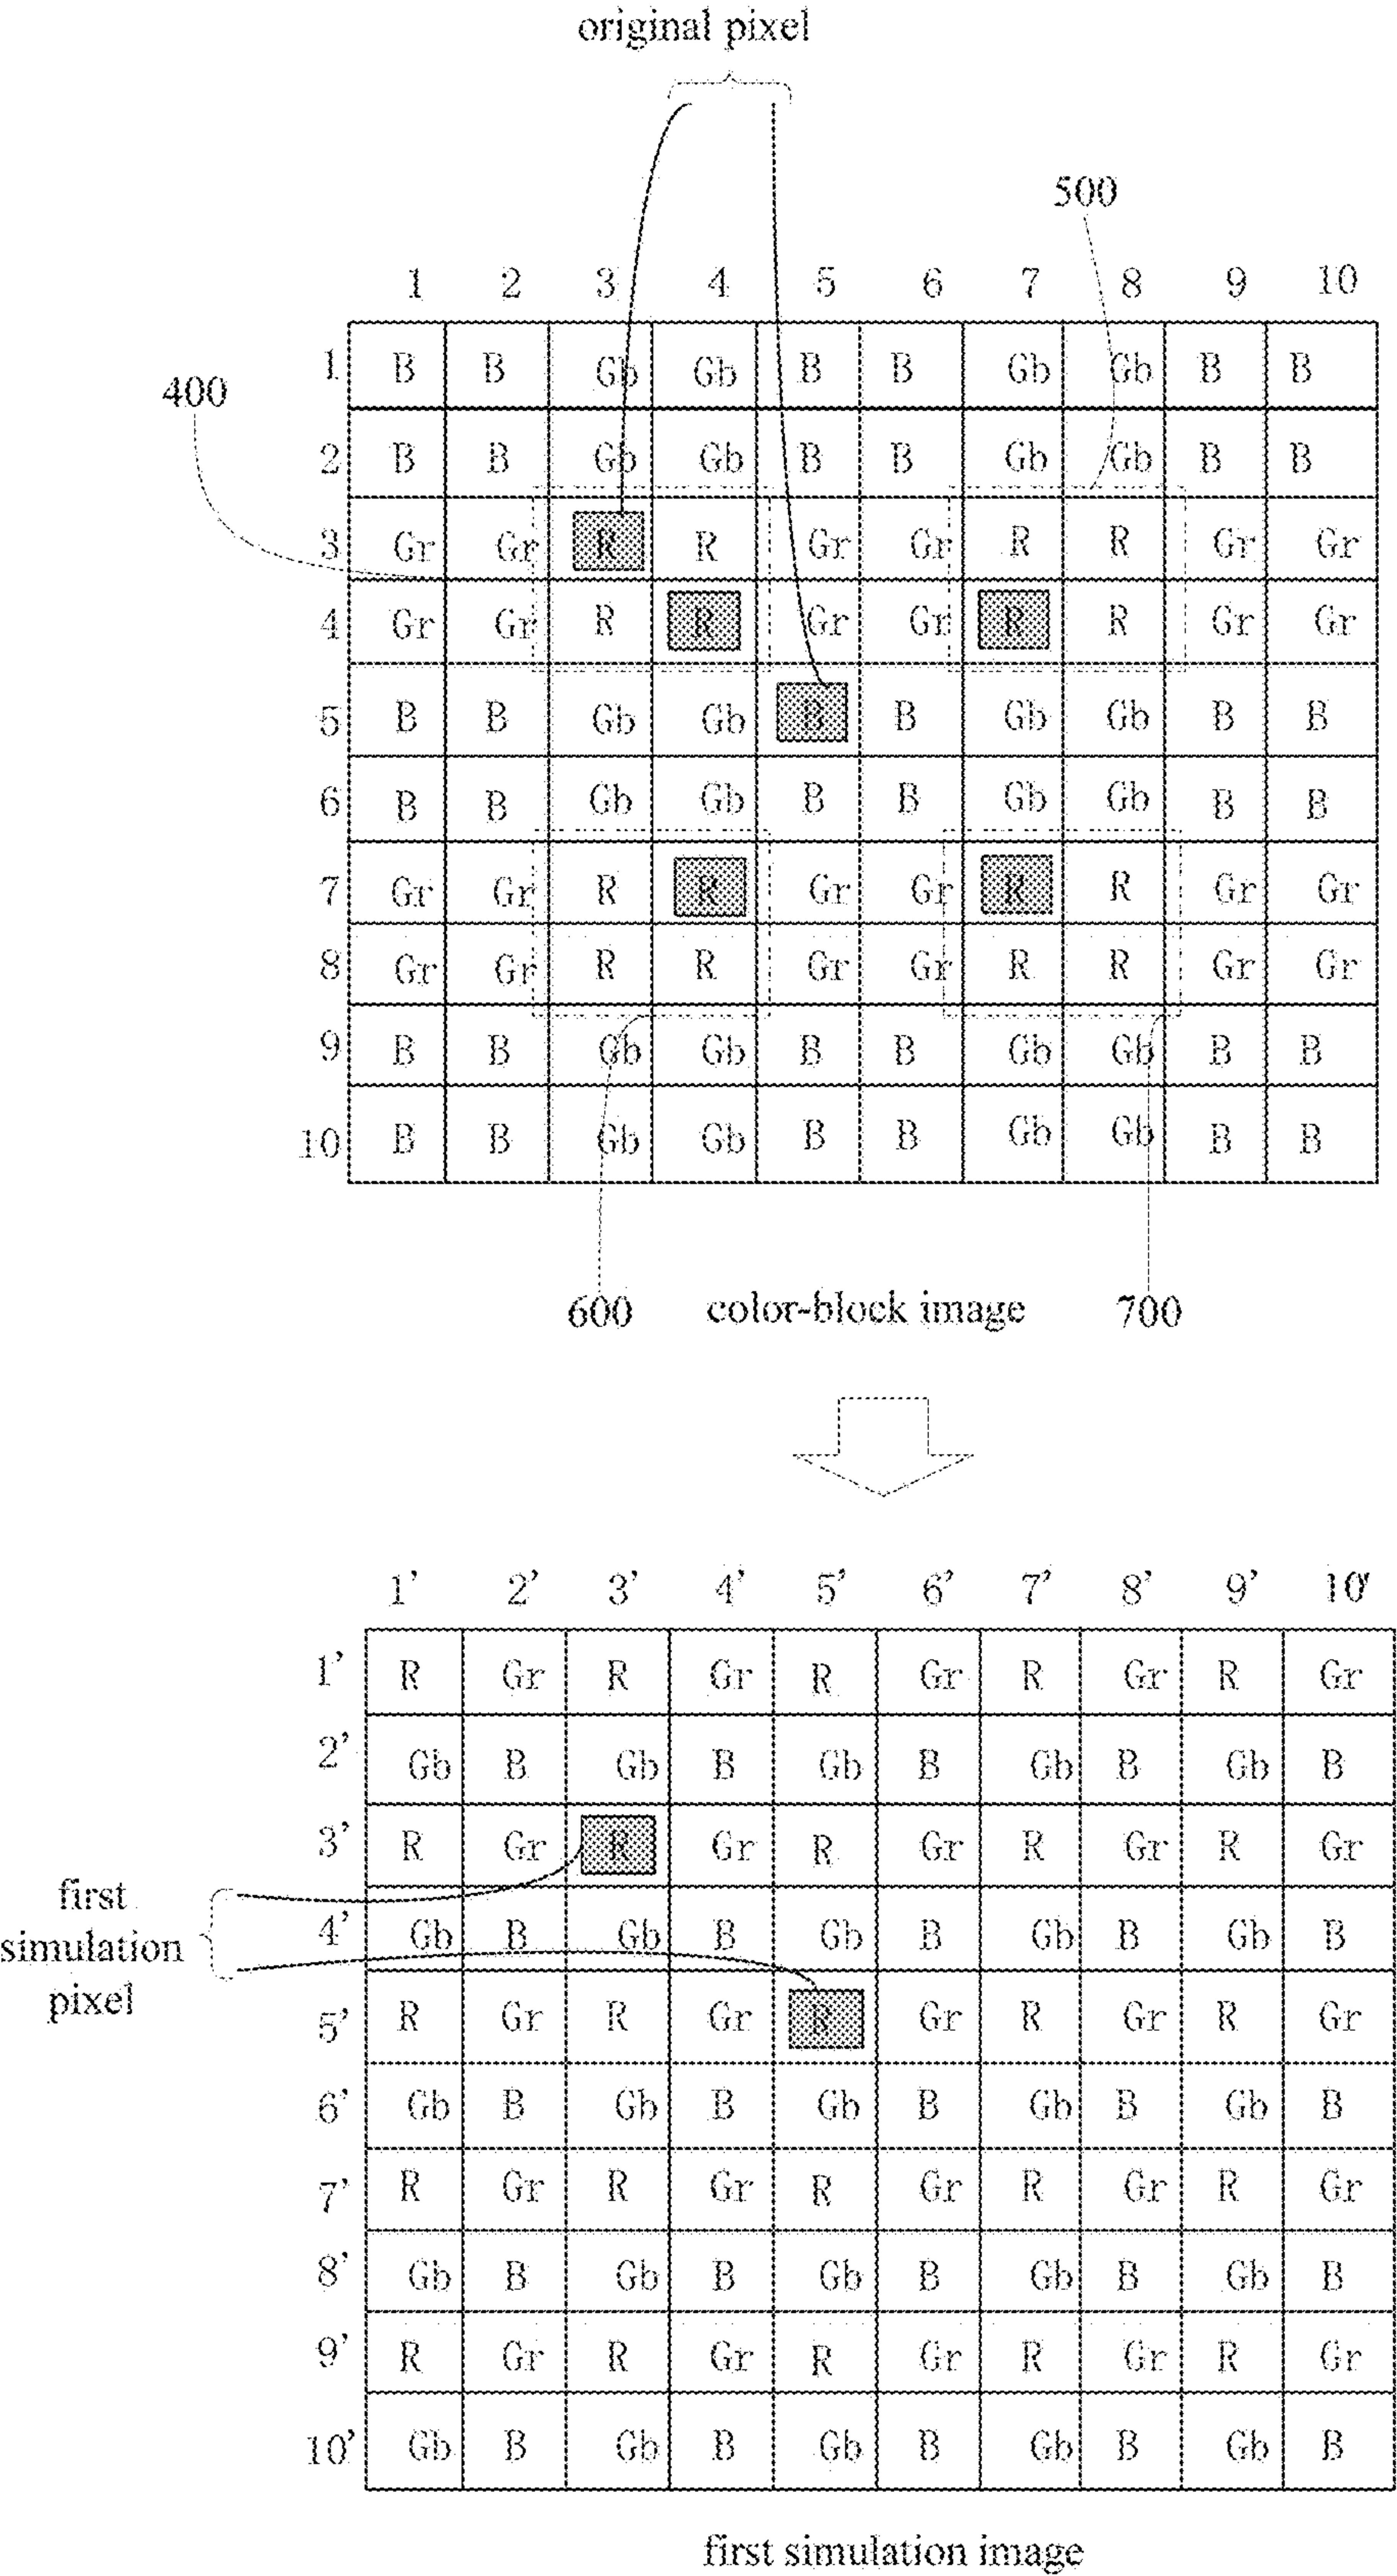 original pixel
500
1 2 3 4 5 6 7 8 9 10
400
1 B B Gb Gb B B Gb Gb B B
2 B B Gb Gb B B Gb Gb B B
3 Gr Gr R R Gr Gr R R Gr Gr
4 Gr Gr R R Gr Gr R R Gr Gr
5 B B Gb Gb B B Gb Gb B B
6 B B Gb Gb B B Gb Gb B B
7 Gr Gr R R Gr Gr R R Gr Gr
8 Gr Gr R R Gr Gr R R Gr Gr
9 B B Gb Gb B B Gb Gb B B
10 B B Gb Gb B B Gb Gb B B
600 color-block image 700
1' 2' 3' 4' 5' 6' 7' 8' 9' 10'
1' R Gr R Gr R Gr R Gr R Gr
2' Gb B Gb B Gb B Gb B Gb B
3' R Gr R Gr R Gr R Gr R Gr
first
simulation
pixel
4' Gb B Gb B Gb B Gb B Gb B
5' R Gr R Gr R Gr R Gr R Gr
6' Gb B Gb B Gb B Gb B Gb B
7' R Gr R Gr R Gr R Gr R Gr
8' Gb B Gb B Gb B Gb B Gb B
9' R Gr R Gr R Gr R Gr R Gr
10' Gb B Gb B Gb B Gb B Gb B
first simulation image